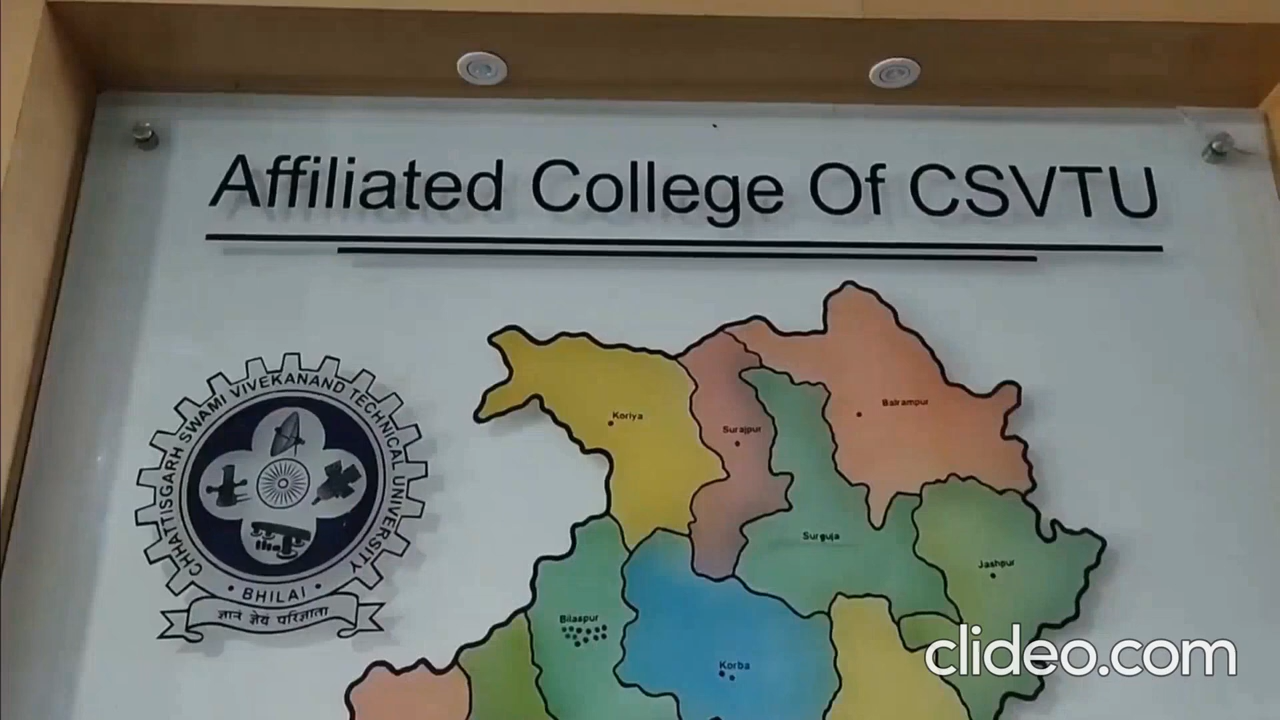 Affiliated College Of CSVTU
CHHATTISGARH SWAMI VIVEKANAND TECHNICAL UNIVERSITY
• BHILAI •
ज्ञानं ज्ञेयं परिज्ञाता
Koriya
Surajpur
Balrampur
Surguja
Jashpur
Bilaspur
Korba
clideo.com